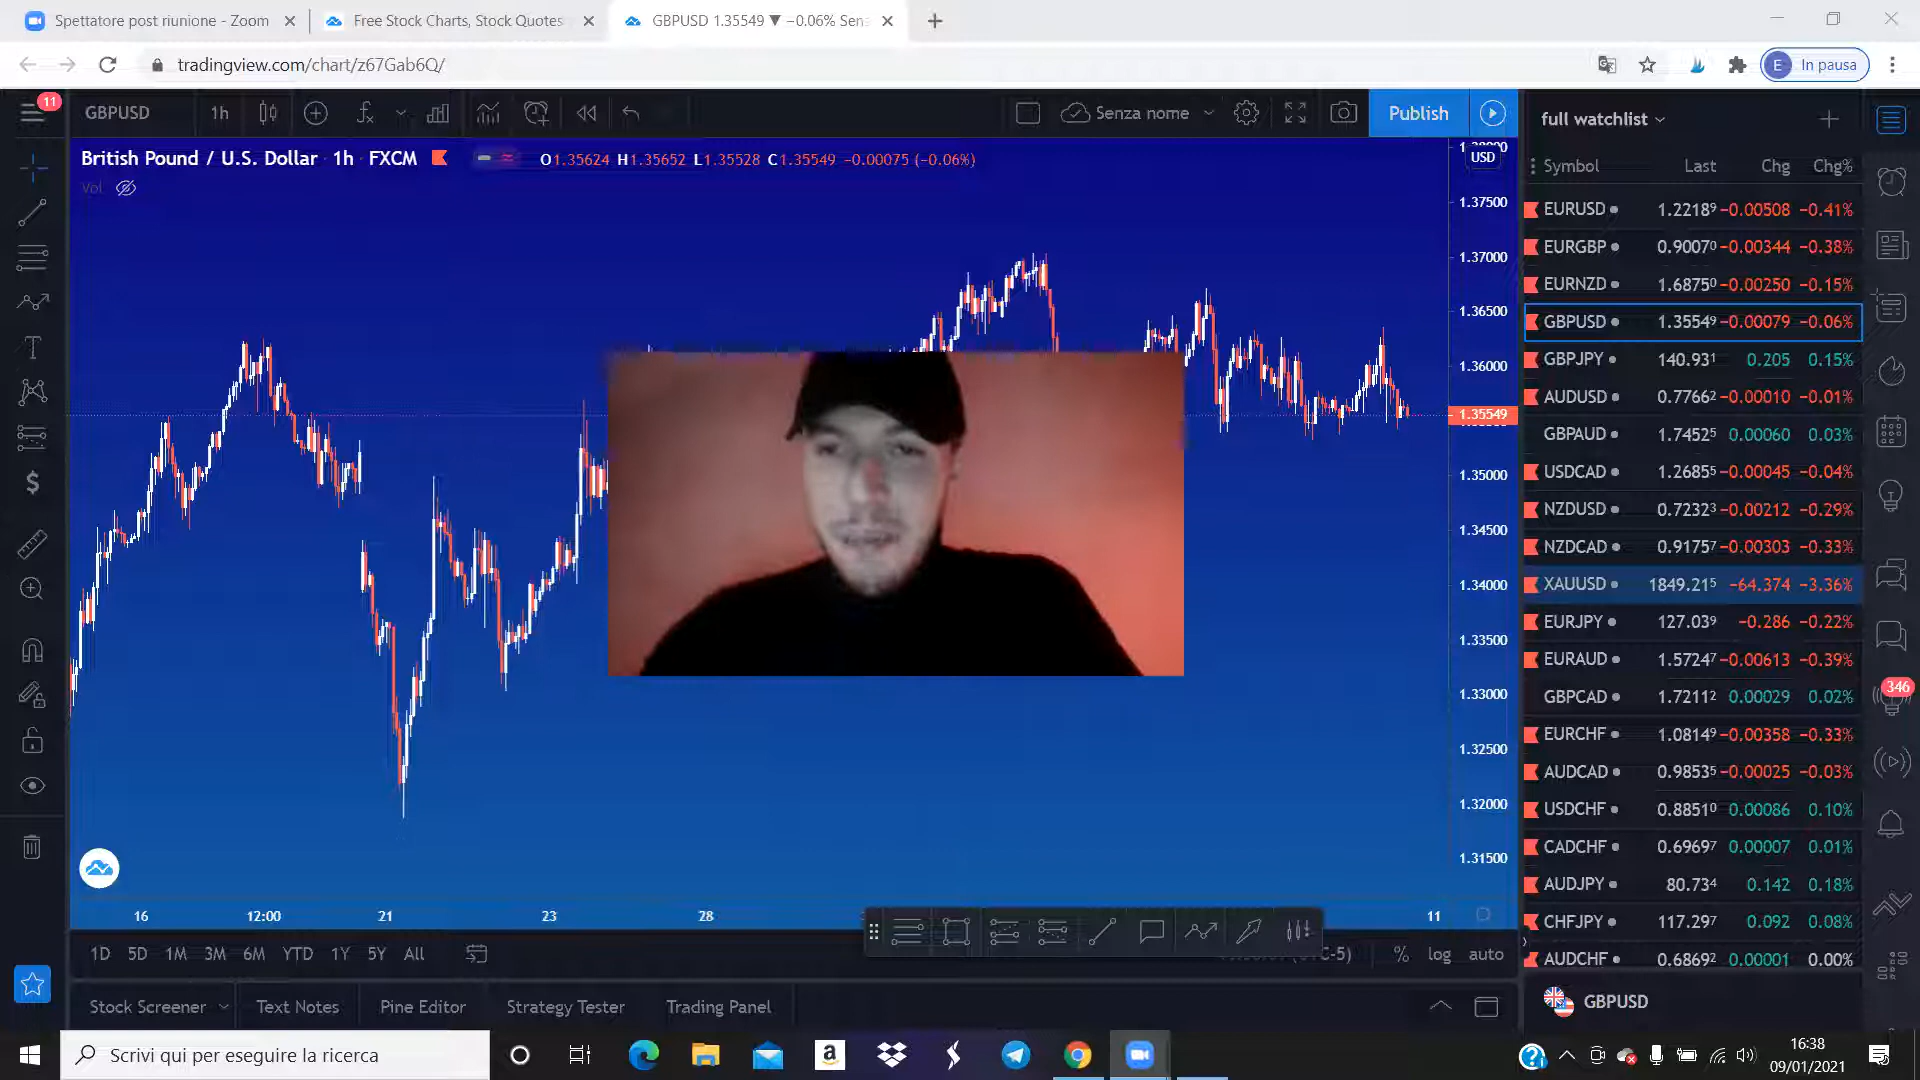 Spettatore post riunione - Zoom
Free Stock Charts, Stock Quotes
GBPUSD 1.35549 ▼ −0.06% Sen
tradingview.com/chart/z67Gab6Q/
E In pausa
11
GBPUSD 1h
Senza nome
Publish
full watchlist
British Pound / U.S. Dollar 1h · FXCM
O1.35624 H1.35652 L1.35528 C1.35549 −0.00075 (−0.06%)
Vol
USD
1.37500
1.37000
1.36500
1.36000
1.35549
1.35000
1.34500
1.34000
1.33500
1.33000
1.32500
1.32000
1.31500
16 12:00 21 23 28 11
Symbol Last Chg Chg%
EURUSD 1.22189 −0.00508 −0.41%
EURGBP 0.90070 −0.00344 −0.38%
EURNZD 1.68750 −0.00250 −0.15%
GBPUSD 1.35549 −0.00079 −0.06%
GBPJPY 140.931 0.205 0.15%
AUDUSD 0.77662 −0.00010 −0.01%
GBPAUD 1.74525 0.00060 0.03%
USDCAD 1.26855 −0.00045 −0.04%
NZDUSD 0.72323 −0.00212 −0.29%
NZDCAD 0.91757 −0.00303 −0.33%
XAUUSD 1849.215 −64.374 −3.36%
EURJPY 127.039 −0.286 −0.22%
EURAUD 1.57247 −0.00613 −0.39%
GBPCAD 1.72112 0.00029 0.02%
EURCHF 1.08149 −0.00358 −0.33%
AUDCAD 0.98535 −0.00025 −0.03%
USDCHF 0.88510 0.00086 0.10%
CADCHF 0.69697 0.00007 0.01%
AUDJPY 80.734 0.142 0.18%
CHFJPY 117.297 0.092 0.08%
AUDCHF 0.68692 0.00001 0.00%
346
1D 5D 1M 3M 6M YTD 1Y 5Y All
% log auto
Stock Screener Text Notes Pine Editor Strategy Tester Trading Panel
GBPUSD
Scrivi qui per eseguire la ricerca
16:38
09/01/2021